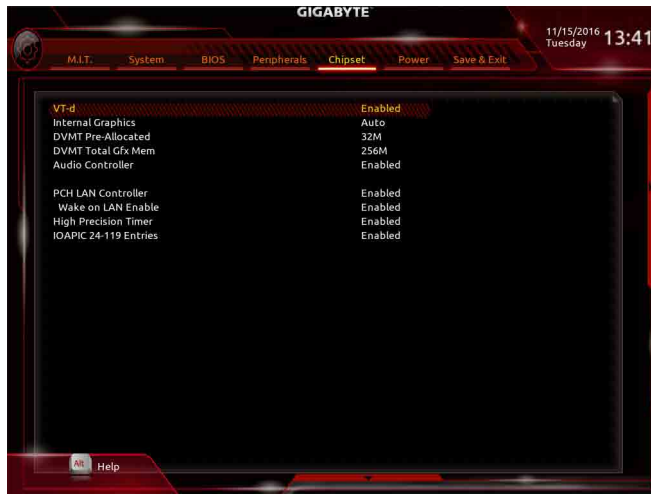 GIGABYTE
11/15/2016 13:41
Tuesday
M.I.T. System BIOS Peripherals Chipset Power Save & Exit
VT-d Enabled
Internal Graphics Auto
DVMT Pre-Allocated 32M
DVMT Total Gfx Mem 256M
Audio Controller Enabled
PCH LAN Controller Enabled
Wake on LAN Enable Enabled
High Precision Timer Enabled
IOAPIC 24-119 Entries Enabled
Alt Help